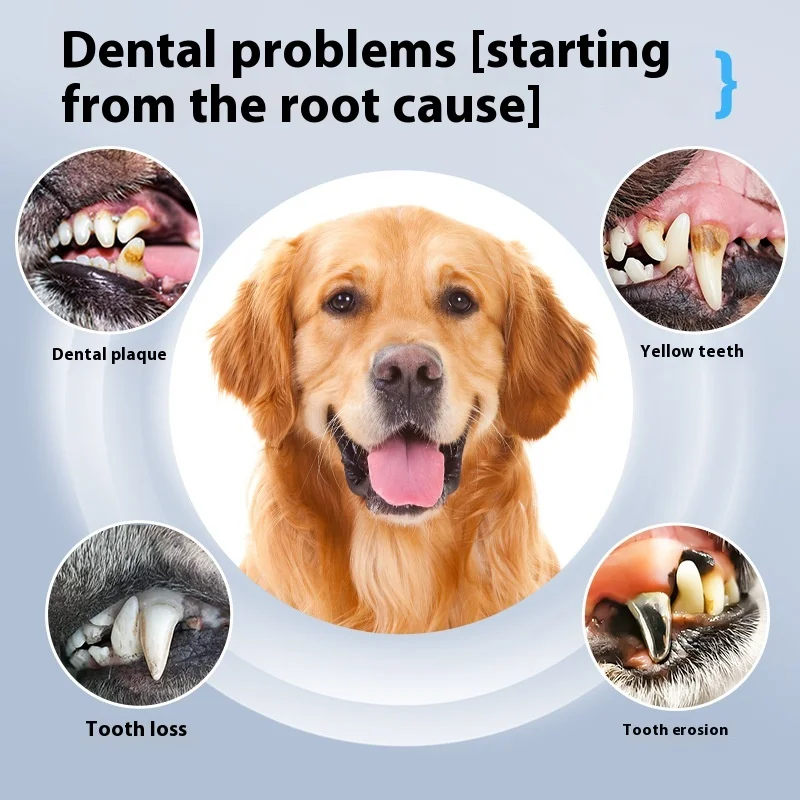 Dental problems [starting
from the root cause]
}
Dental plaque
Yellow teeth
Tooth loss
Tooth erosion